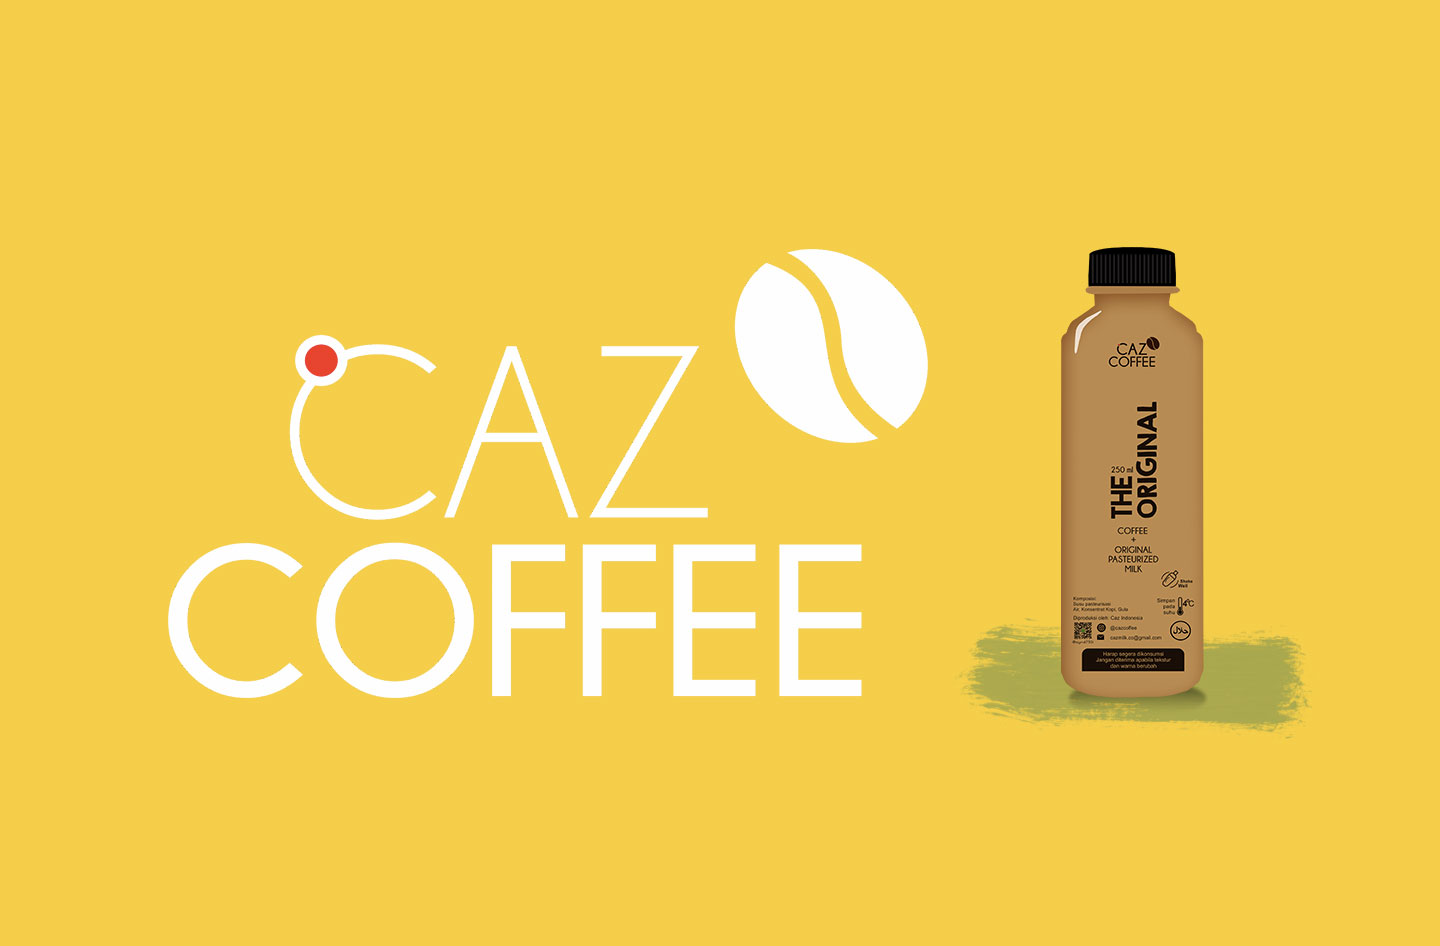 CAZ
COFFEE
CAZ
COFFEE
250 ml
THE
ORIGINAL
COFFEE
+
ORIGINAL
PASTEURIZED
MILK
Shake
Well
Komposisi:
Susu pasteurisasi
Air, Konsentrat Kopi, Gula
Simpan
pada
suhu
4°C
Diproduksi oleh: Caz Indonesia
@cazcoffee
cazmilk.co@gmail.com
حلال
Harap segera dikonsumsi
Jangan diterima apabila tekstur
dan warna berubah